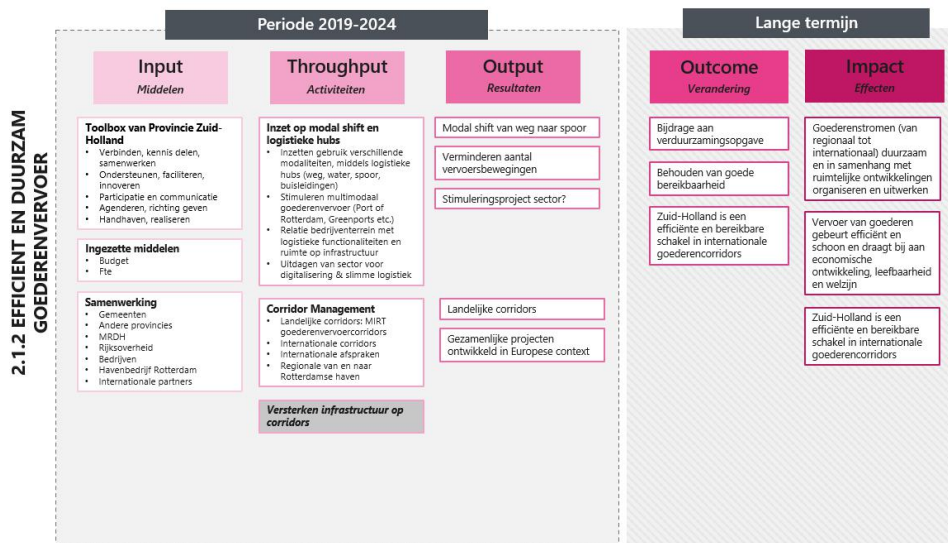 Periode 2019-2024
Lange termijn
2.1.2 EFFICIENT EN DUURZAM
GOEDERENVERVOER
Input
Middelen
Toolbox van Provincie Zuid-
Holland
• Verbinden, kennis delen,
samenwerken
• Ondersteunen, faciliteren,
innoveren
• Participatie en communicatie
• Agenderen, richting geven
• Handhaven, realiseren
Ingezette middelen
• Budget
• Fte
Samenwerking
• Gemeenten
• Andere provincies
• MRDH
• Rijksoverheid
• Bedrijven
• Havenbedrijf Rotterdam
• Internationale partners
Throughput
Activiteiten
Inzet op modal shift en
logistieke hubs
• Inzetten gebruik verschillende
modaliteiten, middels logistieke
hubs (weg, water, spoor,
buisleidingen)
• Stimuleren multimodaal
goederenvervoer (Port of
Rotterdam, Greenports etc.)
• Relatie bedrijventerrein met
logistieke functionaliteiten en
ruimte op infrastructuur
• Uitdagen van sector voor
digitalisering & slimme logistiek
Corridor Management
• Landelijke corridors: MIRT
goederenvervoercorridors
• Internationale corridors
• Internationale afspraken
• Regionale van en naar
Rotterdamse haven
Versterken infrastructuur op
corridors
Output
Resultaten
Modal shift van weg naar spoor
Verminderen aantal
vervoersbewegingen
Stimuleringsproject sector?
Landelijke corridors
Gezamenlijke projecten
ontwikkeld in Europese context
Outcome
Verandering
Bijdrage aan
verduurzamingsopgave
Behouden van goede
bereikbaarheid
Zuid-Holland is een
efficiënte en bereikbare
schakel in internationale
goederencorridors
Impact
Effecten
Goederenstromen (van
regionaal tot
internationaal) duurzaam
en in samenhang met
ruimtelijke ontwikkelingen
organiseren en uitwerken
Vervoer van goederen
gebeurt efficiënt en
schoon en draagt bij aan
economische
ontwikkeling, leefbaarheid
en welzijn
Zuid-Holland is een
efficiënte en bereikbare
schakel in internationale
goederencorridors